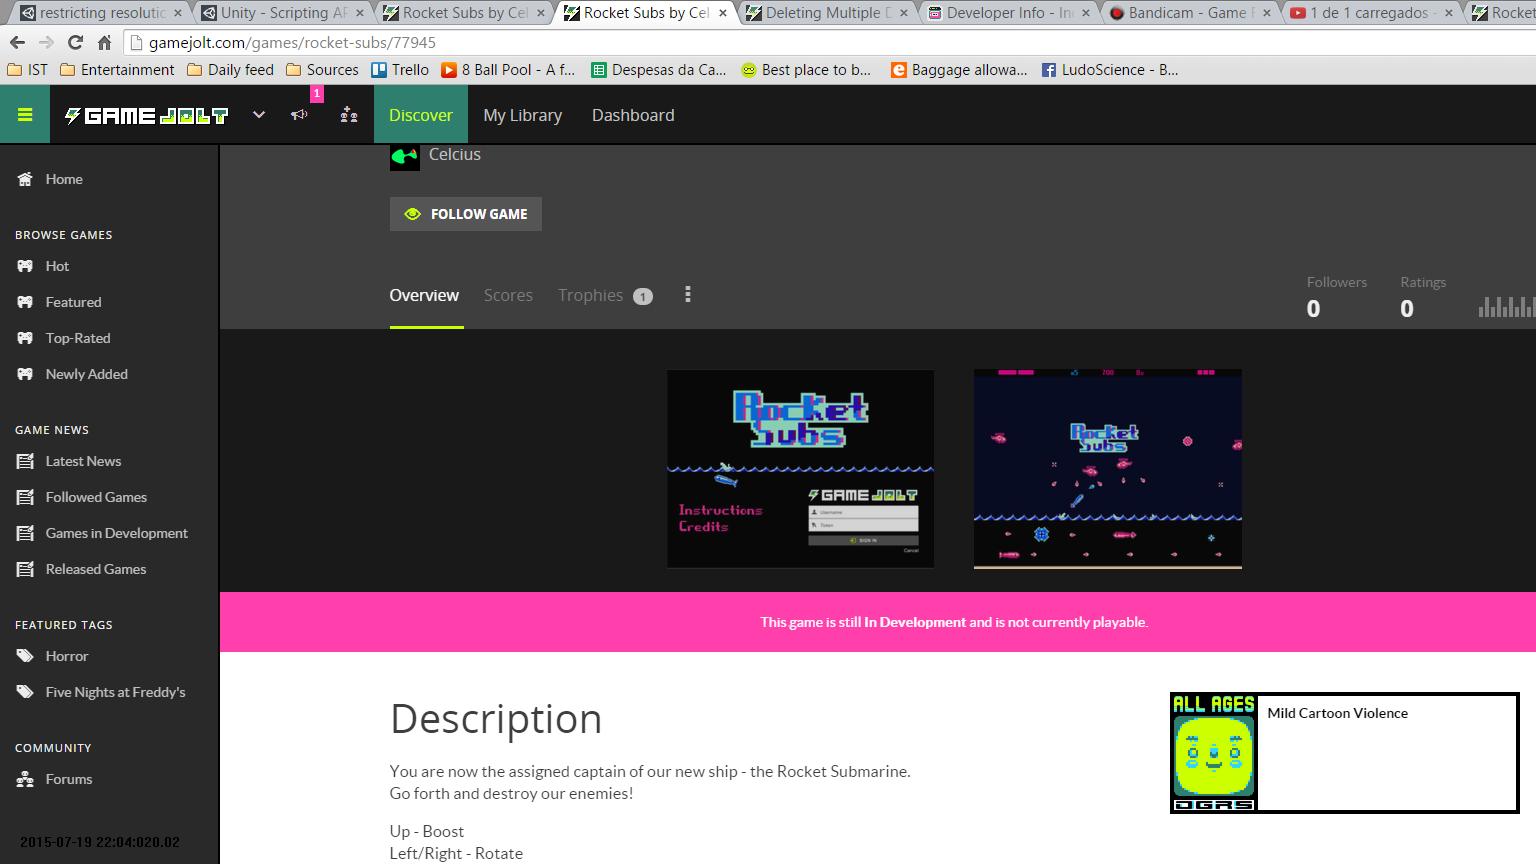 restricting resolutic
Unity - Scripting AP
Rocket Subs by Cel
Rocket Subs by Cel
Deleting Multiple D
Developer Info - In
Bandicam - Game R
1 de 1 carregados -
Rocket
gamejolt.com/games/rocket-subs/77945
IST
Entertainment
Daily feed
Sources
Trello
8 Ball Pool - A f...
Despesas da Ca...
Best place to b...
Baggage allowa...
LudoScience - B...
GAME JOLT
1
Discover
My Library
Dashboard
Home
BROWSE GAMES
Hot
Featured
Top-Rated
Newly Added
GAME NEWS
Latest News
Followed Games
Games in Development
Released Games
FEATURED TAGS
Horror
Five Nights at Freddy's
COMMUNITY
Forums
2015-07-19 22:04:020.02
Celcius
FOLLOW GAME
Overview
Scores
Trophies 1
Followers
0
Ratings
0
Rocket
Subs
Instructions
Credits
GAME JOLT
Username
Token
SIGN IN
Cancel
x5 700 8x
Rocket
Subs
This game is still In Development and is not currently playable.
Description
You are now the assigned captain of our new ship - the Rocket Submarine.
Go forth and destroy our enemies!
Up - Boost
Left/Right - Rotate
ALL AGES
DGRS
Mild Cartoon Violence